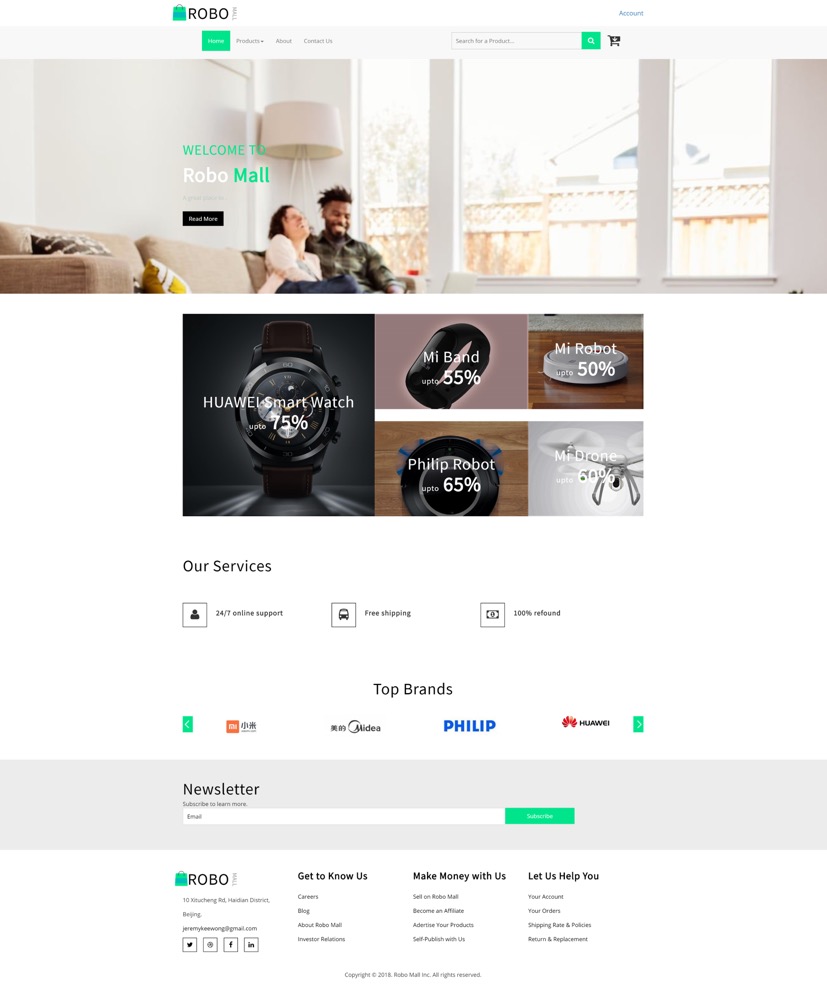 ROBO MALL
Account
Home Products About Contact Us
Search for a Product...
WELCOME TO
Robo Mall
Read More
HUAWEI Smart Watch
upto 75%
Mi Band
upto 55%
Mi Robot
upto 50%
Philip Robot
upto 65%
Mi Drone
upto 60%
Our Services
24/7 online support
Free shipping
100% refound
Top Brands
小米
美的 Midea
PHILIP
HUAWEI
Newsletter
Subscribe to learn more.
Email
Subscribe
ROBO MALL
10 Xitucheng Rd, Haidian District,
Beijing.
jeremykeewong@gmail.com
Get to Know Us
Careers
Blog
About Robo Mall
Investor Relations
Make Money with Us
Sell on Robo Mall
Become an Affiliate
Adertise Your Products
Self-Publish with Us
Let Us Help You
Your Account
Your Orders
Shipping Rate & Policies
Return & Replacement
Copyright © 2018. Robo Mall Inc. All rights reserved.